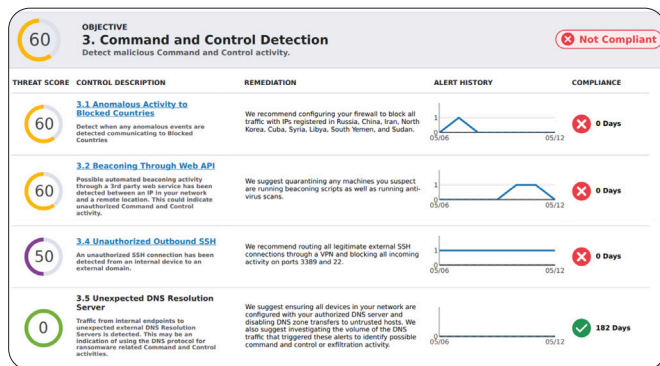 60
OBJECTIVE
3. Command and Control Detection
Detect malicious Command and Control activity.
Not Compliant
THREAT SCORE CONTROL DESCRIPTION REMEDIATION ALERT HISTORY COMPLIANCE
60
3.1 Anomalous Activity to
Blocked Countries
Detect when any anomalous events are
detected communicating to Blocked
Countries
We recommend configuring your firewall to block all
traffic with IPs registered in Russia, China, Iran, North
Korea, Cuba, Syria, Libya, South Yemen, and Sudan.
1
0
05/06 05/12
0 Days
60
3.2 Beaconing Through Web API
Possible automated beaconing activity
through a 3rd party web service has been
detected between an IP in your network
and a remote location. This could indicate
unauthorized Command and Control
activity.
We suggest quarantining any machines you suspect
are running beaconing scripts as well as running anti-
virus scans.
1
0
05/06 05/12
0 Days
50
3.4 Unauthorized Outbound SSH
An unauthorized SSH connection has been
detected from an internal device to an
external domain.
We recommend routing all legitimate external SSH
connections through a VPN and blocking all incoming
activity on ports 3389 and 22.
1
0
05/06 05/12
0 Days
0
3.5 Unexpected DNS Resolution
Server
Traffic from internal endpoints to
unexpected external DNS Resolution
Servers is detected. This may be an
indication of using the DNS protocol for
ransomware related Command and Control
activities.
We suggest ensuring all devices in your network are
configured with your authorized DNS server and
disabling DNS zone transfers to untrusted hosts. We
also suggest investigating the volume of the DNS
traffic that triggered these alerts to identify possible
command and control or exfiltration activity.
0
05/06 05/12
182 Days